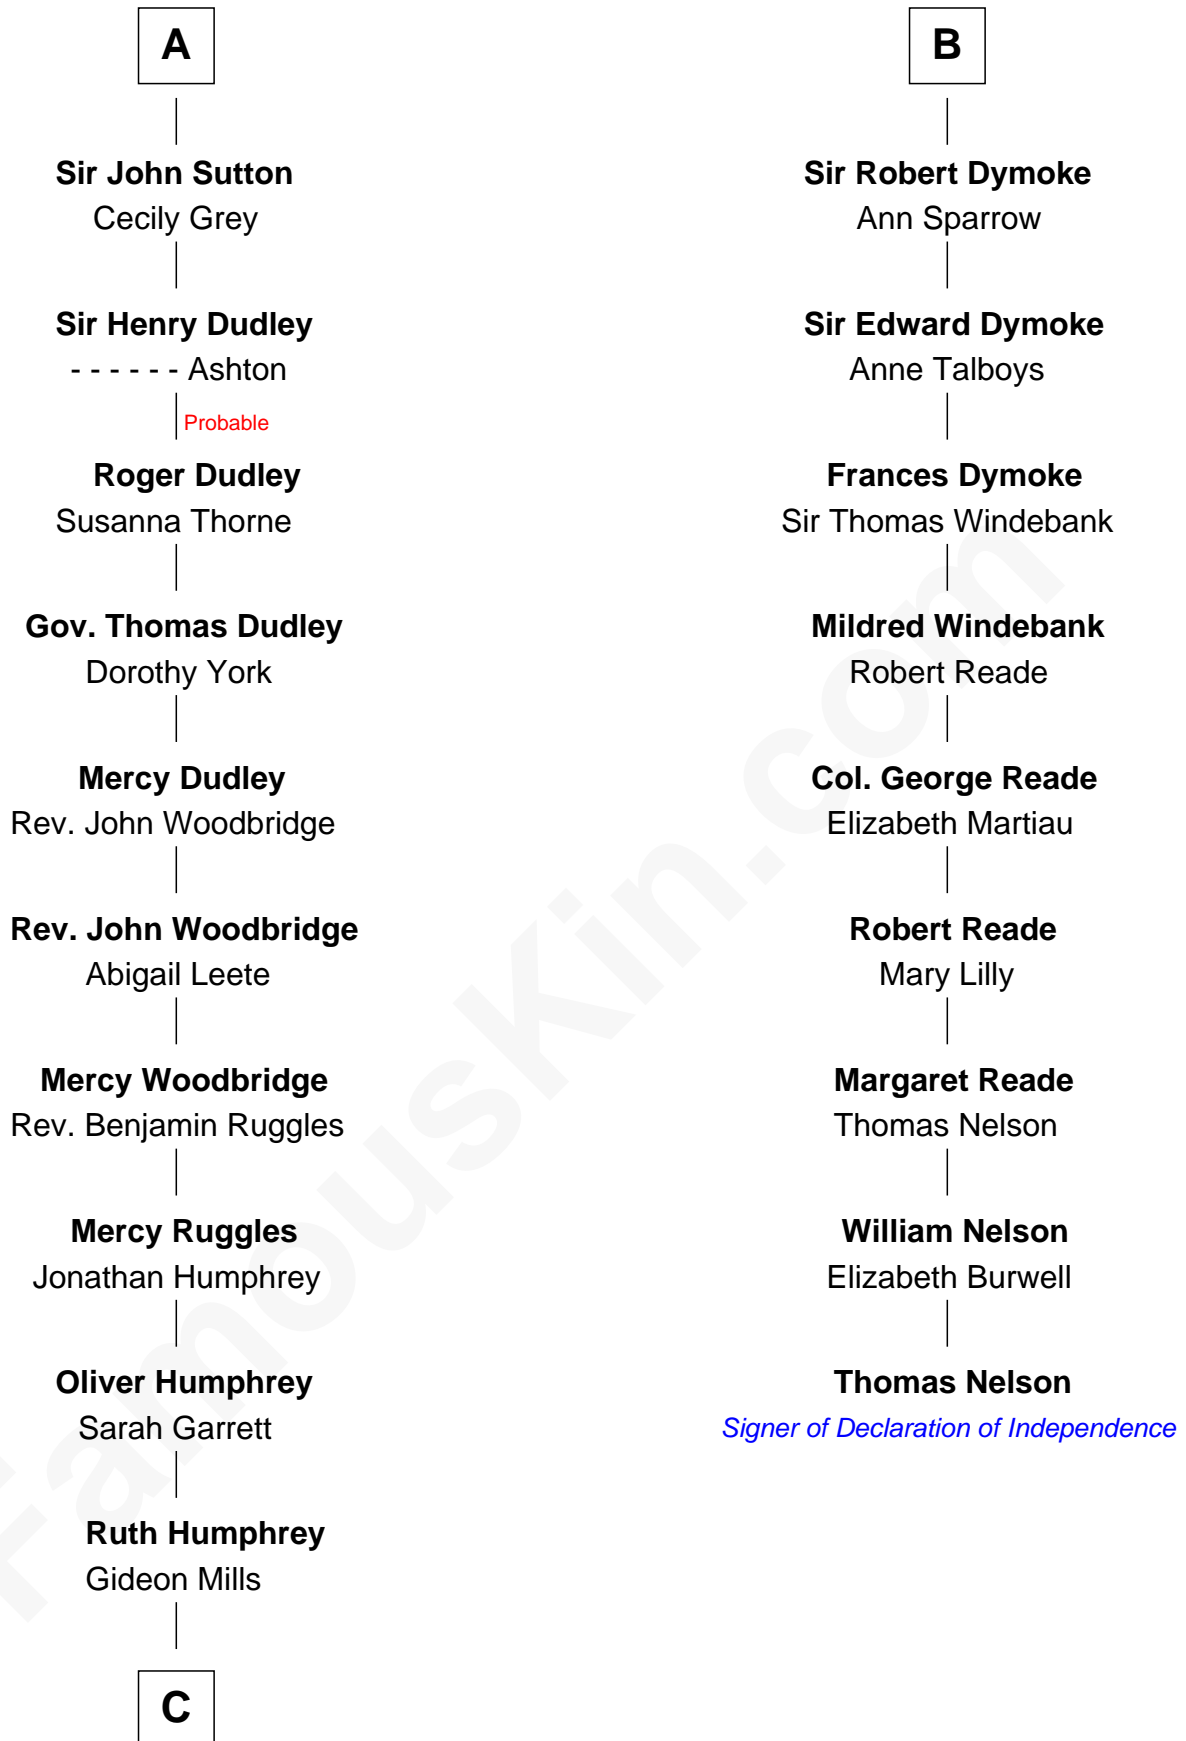 A
Sir John Sutton
Cecily Grey
Sir Henry Dudley
- - - - - - Ashton
Probable
Roger Dudley
Susanna Thorne
Gov. Thomas Dudley
Dorothy York
Mercy Dudley
Rev. John Woodbridge
Rev. John Woodbridge
Abigail Leete
Mercy Woodbridge
Rev. Benjamin Ruggles
Mercy Ruggles
Jonathan Humphrey
Oliver Humphrey
Sarah Garrett
Ruth Humphrey
Gideon Mills
C
B
Sir Robert Dymoke
Ann Sparrow
Sir Edward Dymoke
Anne Talboys
Frances Dymoke
Sir Thomas Windebank
Mildred Windebank
Robert Reade
Col. George Reade
Elizabeth Martiau
Robert Reade
Mary Lilly
Margaret Reade
Thomas Nelson
William Nelson
Elizabeth Burwell
Thomas Nelson
Signer of Declaration of Independence
FamousKin.com